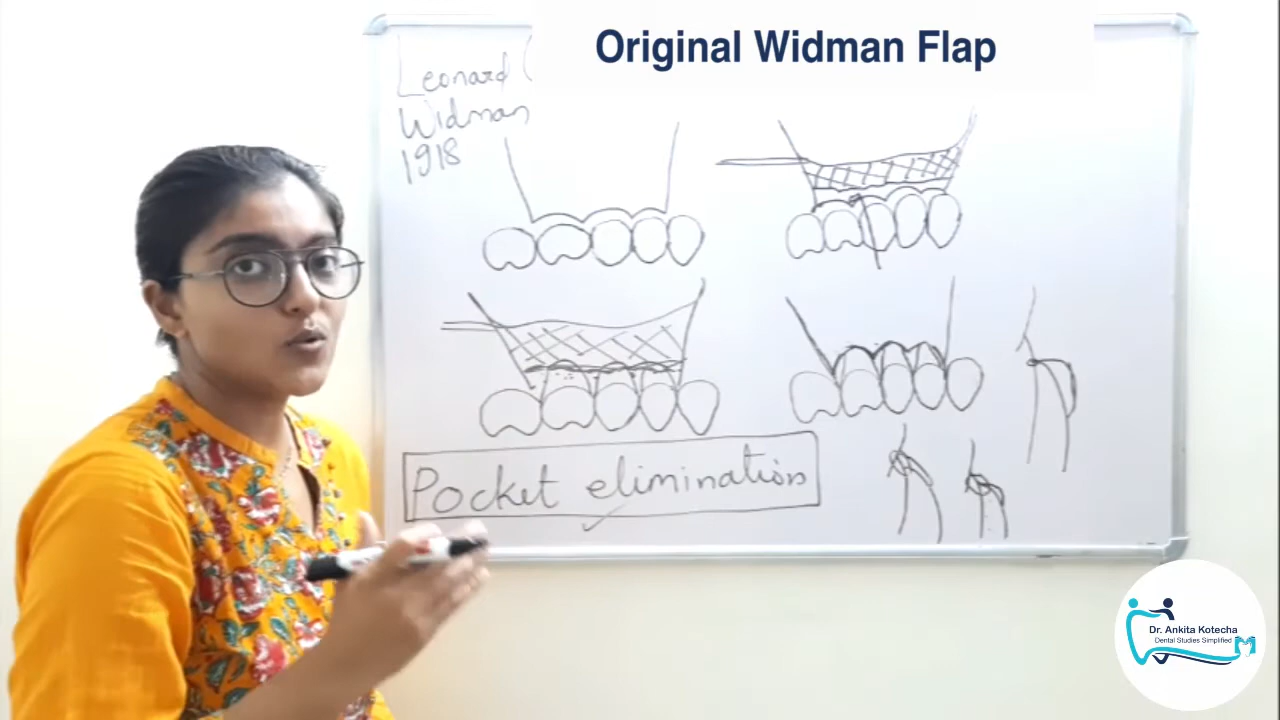 Original Widman Flap
Leonard (
Widman
1918
Pocket elimination
Dr. Ankita Kotecha
Dental Studies Simplified